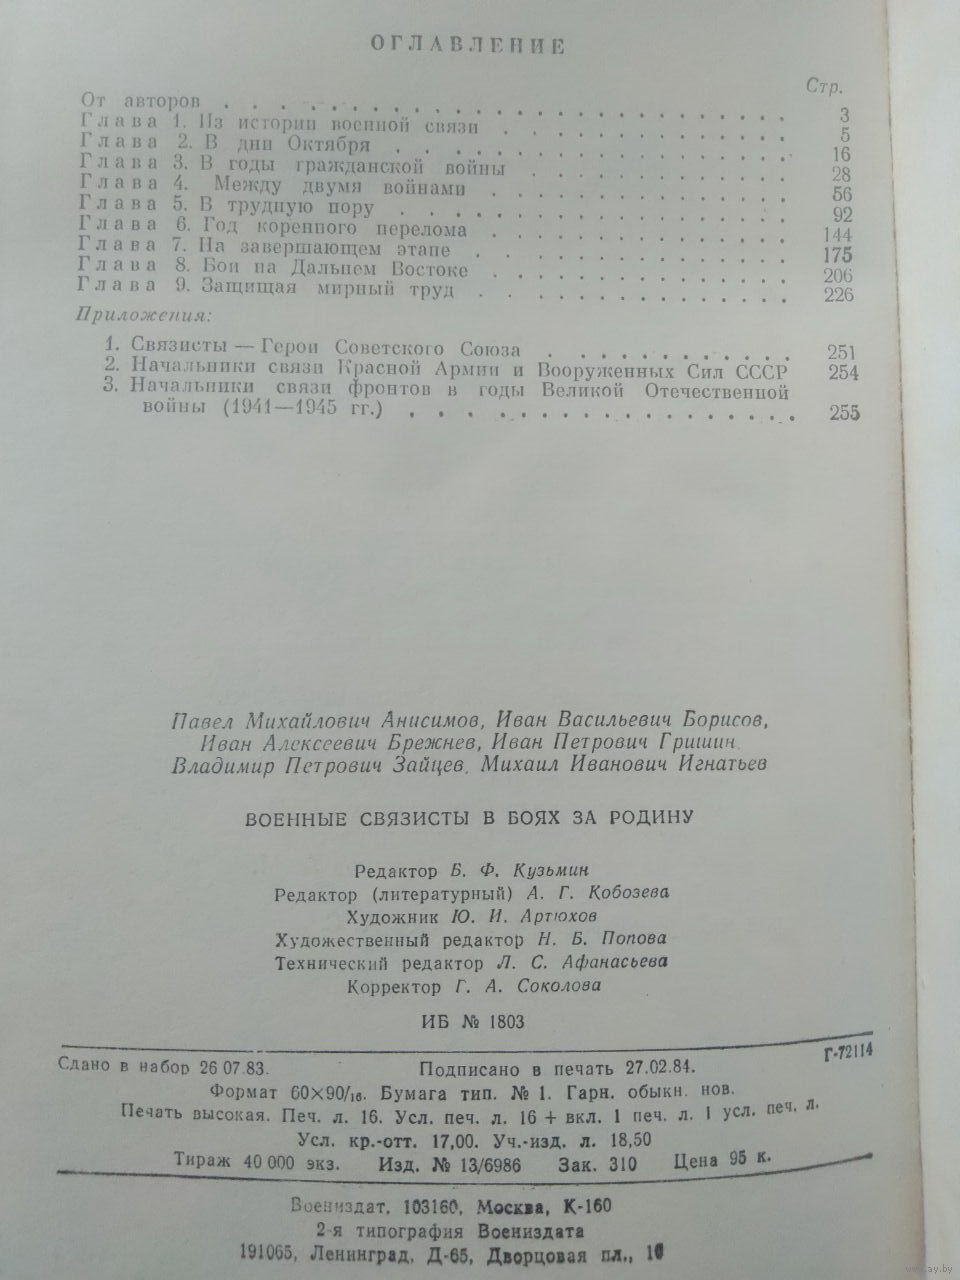 ОГЛАВЛЕНИЕ
Стр.
От авторов . . . . . . . . . . . . . . . . . . . . 3
Глава 1. Из истории военной связи . . . . . . . . . . . 5
Глава 2. В дни Октября . . . . . . . . . . . . . . . 16
Глава 3. В годы гражданской войны . . . . . . . . . . 28
Глава 4. Между двумя войнами . . . . . . . . . . . . 56
Глава 5. В трудную пору . . . . . . . . . . . . . . . 92
Глава 6. Год коренного перелома . . . . . . . . . . . 144
Глава 7. На завершающем этапе . . . . . . . . . . . . 175
Глава 8. Бои на Дальнем Востоке . . . . . . . . . . . 206
Глава 9. Защищая мирный труд . . . . . . . . . . . . 226
Приложения:
1. Связисты — Герои Советского Союза . . . . . . . . . 251
2. Начальники связи Красной Армии и Вооруженных Сил СССР 254
3. Начальники связи фронтов в годы Великой Отечественной
войны (1941—1945 гг.) . . . . . . . . . . . . . . . 255
Павел Михайлович Анисимов, Иван Васильевич Борисов,
Иван Алексеевич Брежнев, Иван Петрович Гришин,
Владимир Петрович Зайцев, Михаил Иванович Игнатьев
ВОЕННЫЕ СВЯЗИСТЫ В БОЯХ ЗА РОДИНУ
Редактор Б. Ф. Кузьмин
Редактор (литературный) А. Г. Кобозева
Художник Ю. И. Артюхов
Художественный редактор Н. Б. Попова
Технический редактор Л. С. Афанасьева
Корректор Г. А. Соколова
ИБ № 1803
Сдано в набор 26.07.83. Подписано в печать 27.02.84. Г-72114
Формат 60×90/16. Бумага тип. № 1. Гарн. обыкн. нов.
Печать высокая. Печ. л. 16. Усл. печ. л. 16 + вкл. 1 печ. л. 1 усл. печ. л.
Усл. кр.-отт. 17,00. Уч.-изд. л. 18,50
Тираж 40 000 экз. Изд. № 13/6986 Зак. 310 Цена 95 к.
Воениздат, 103160, Москва, К-160
2-я типография Воениздата
191065, Ленинград, Д-65, Дворцовая пл., 10
www.ay.by